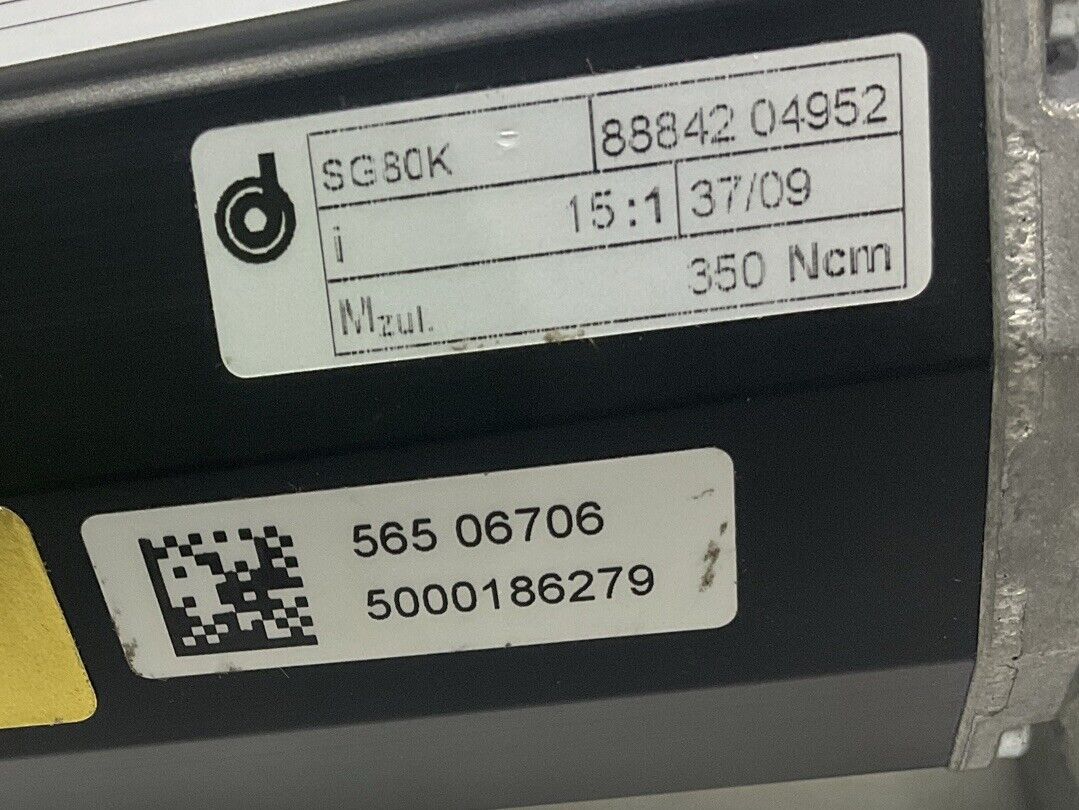 SG80K 88842 04952
i 15:1 37/09
Mzul. 350 Ncm
565 06706
5000186279